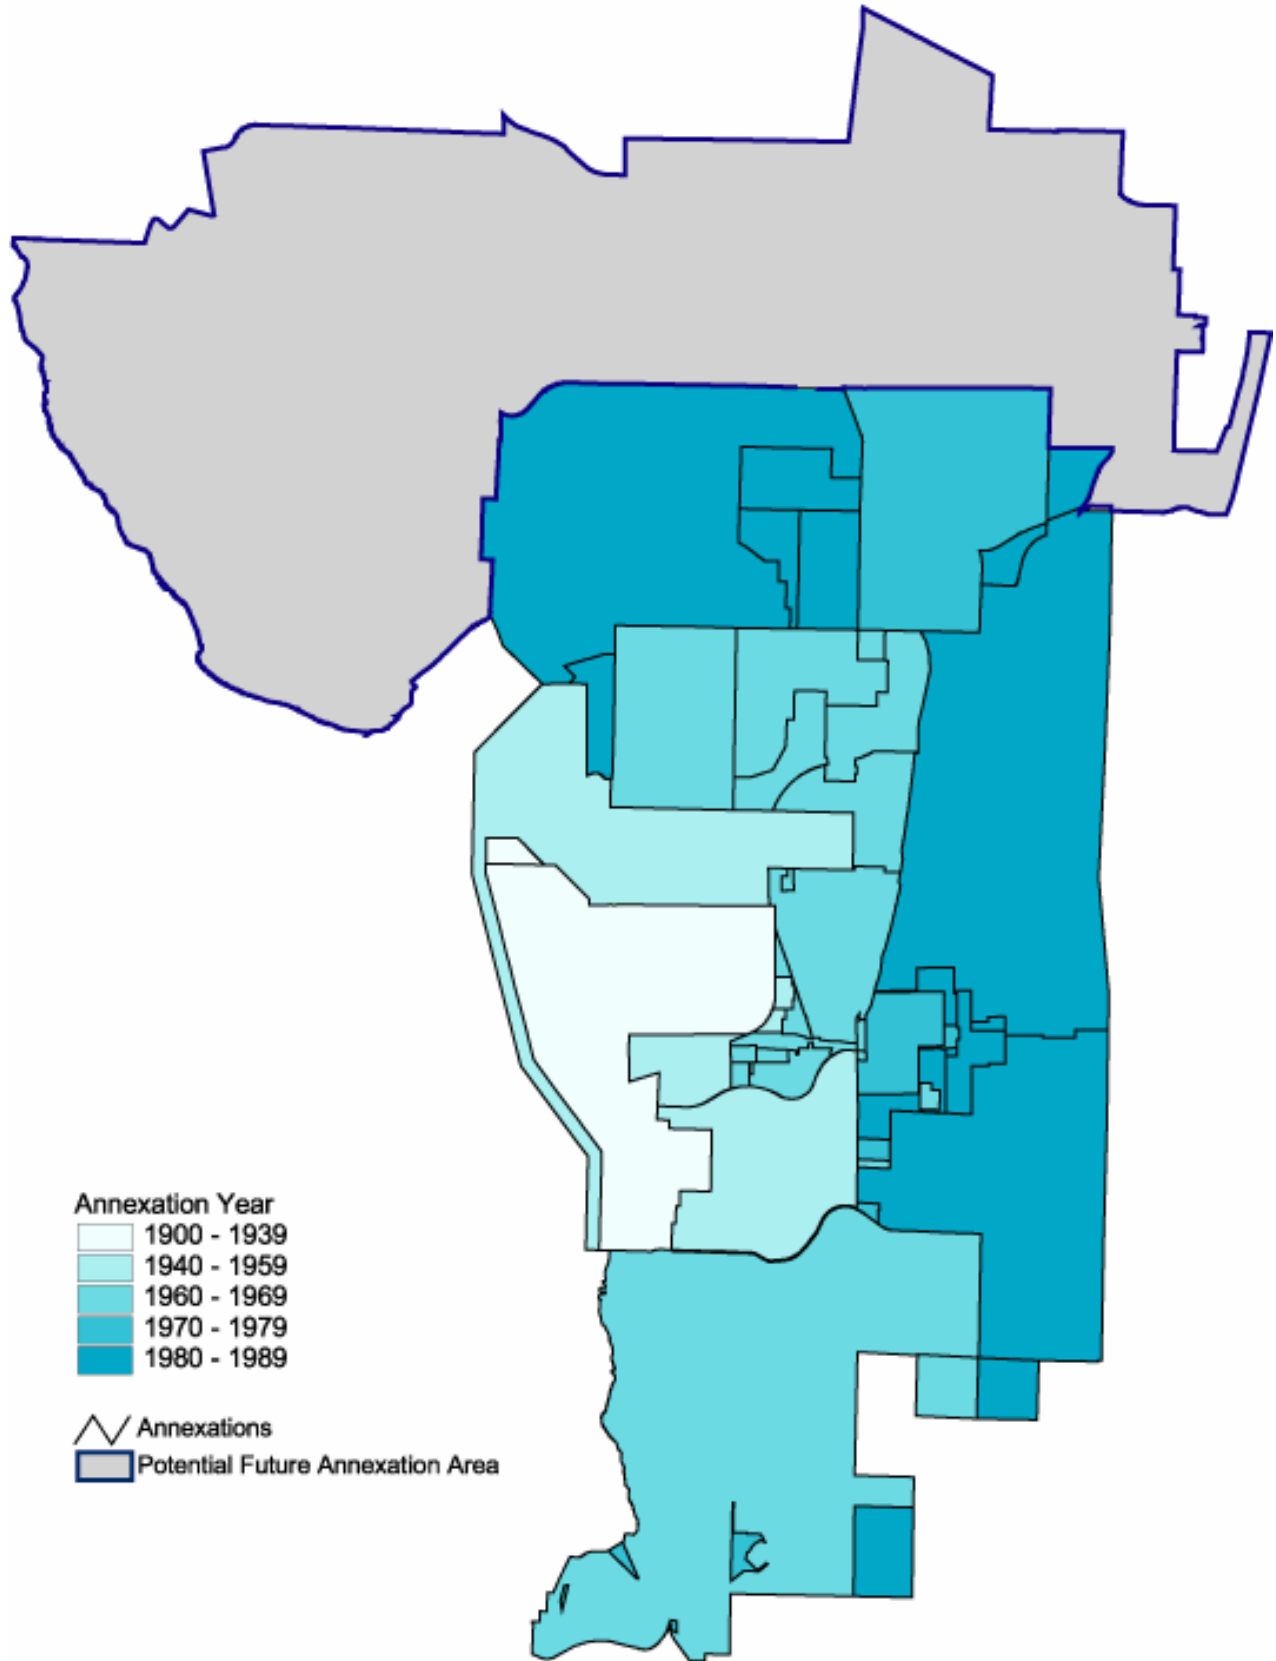 Annexation Year
1900 - 1939
1940 - 1959
1960 - 1969
1970 - 1979
1980 - 1989
Annexations
Potential Future Annexation Area